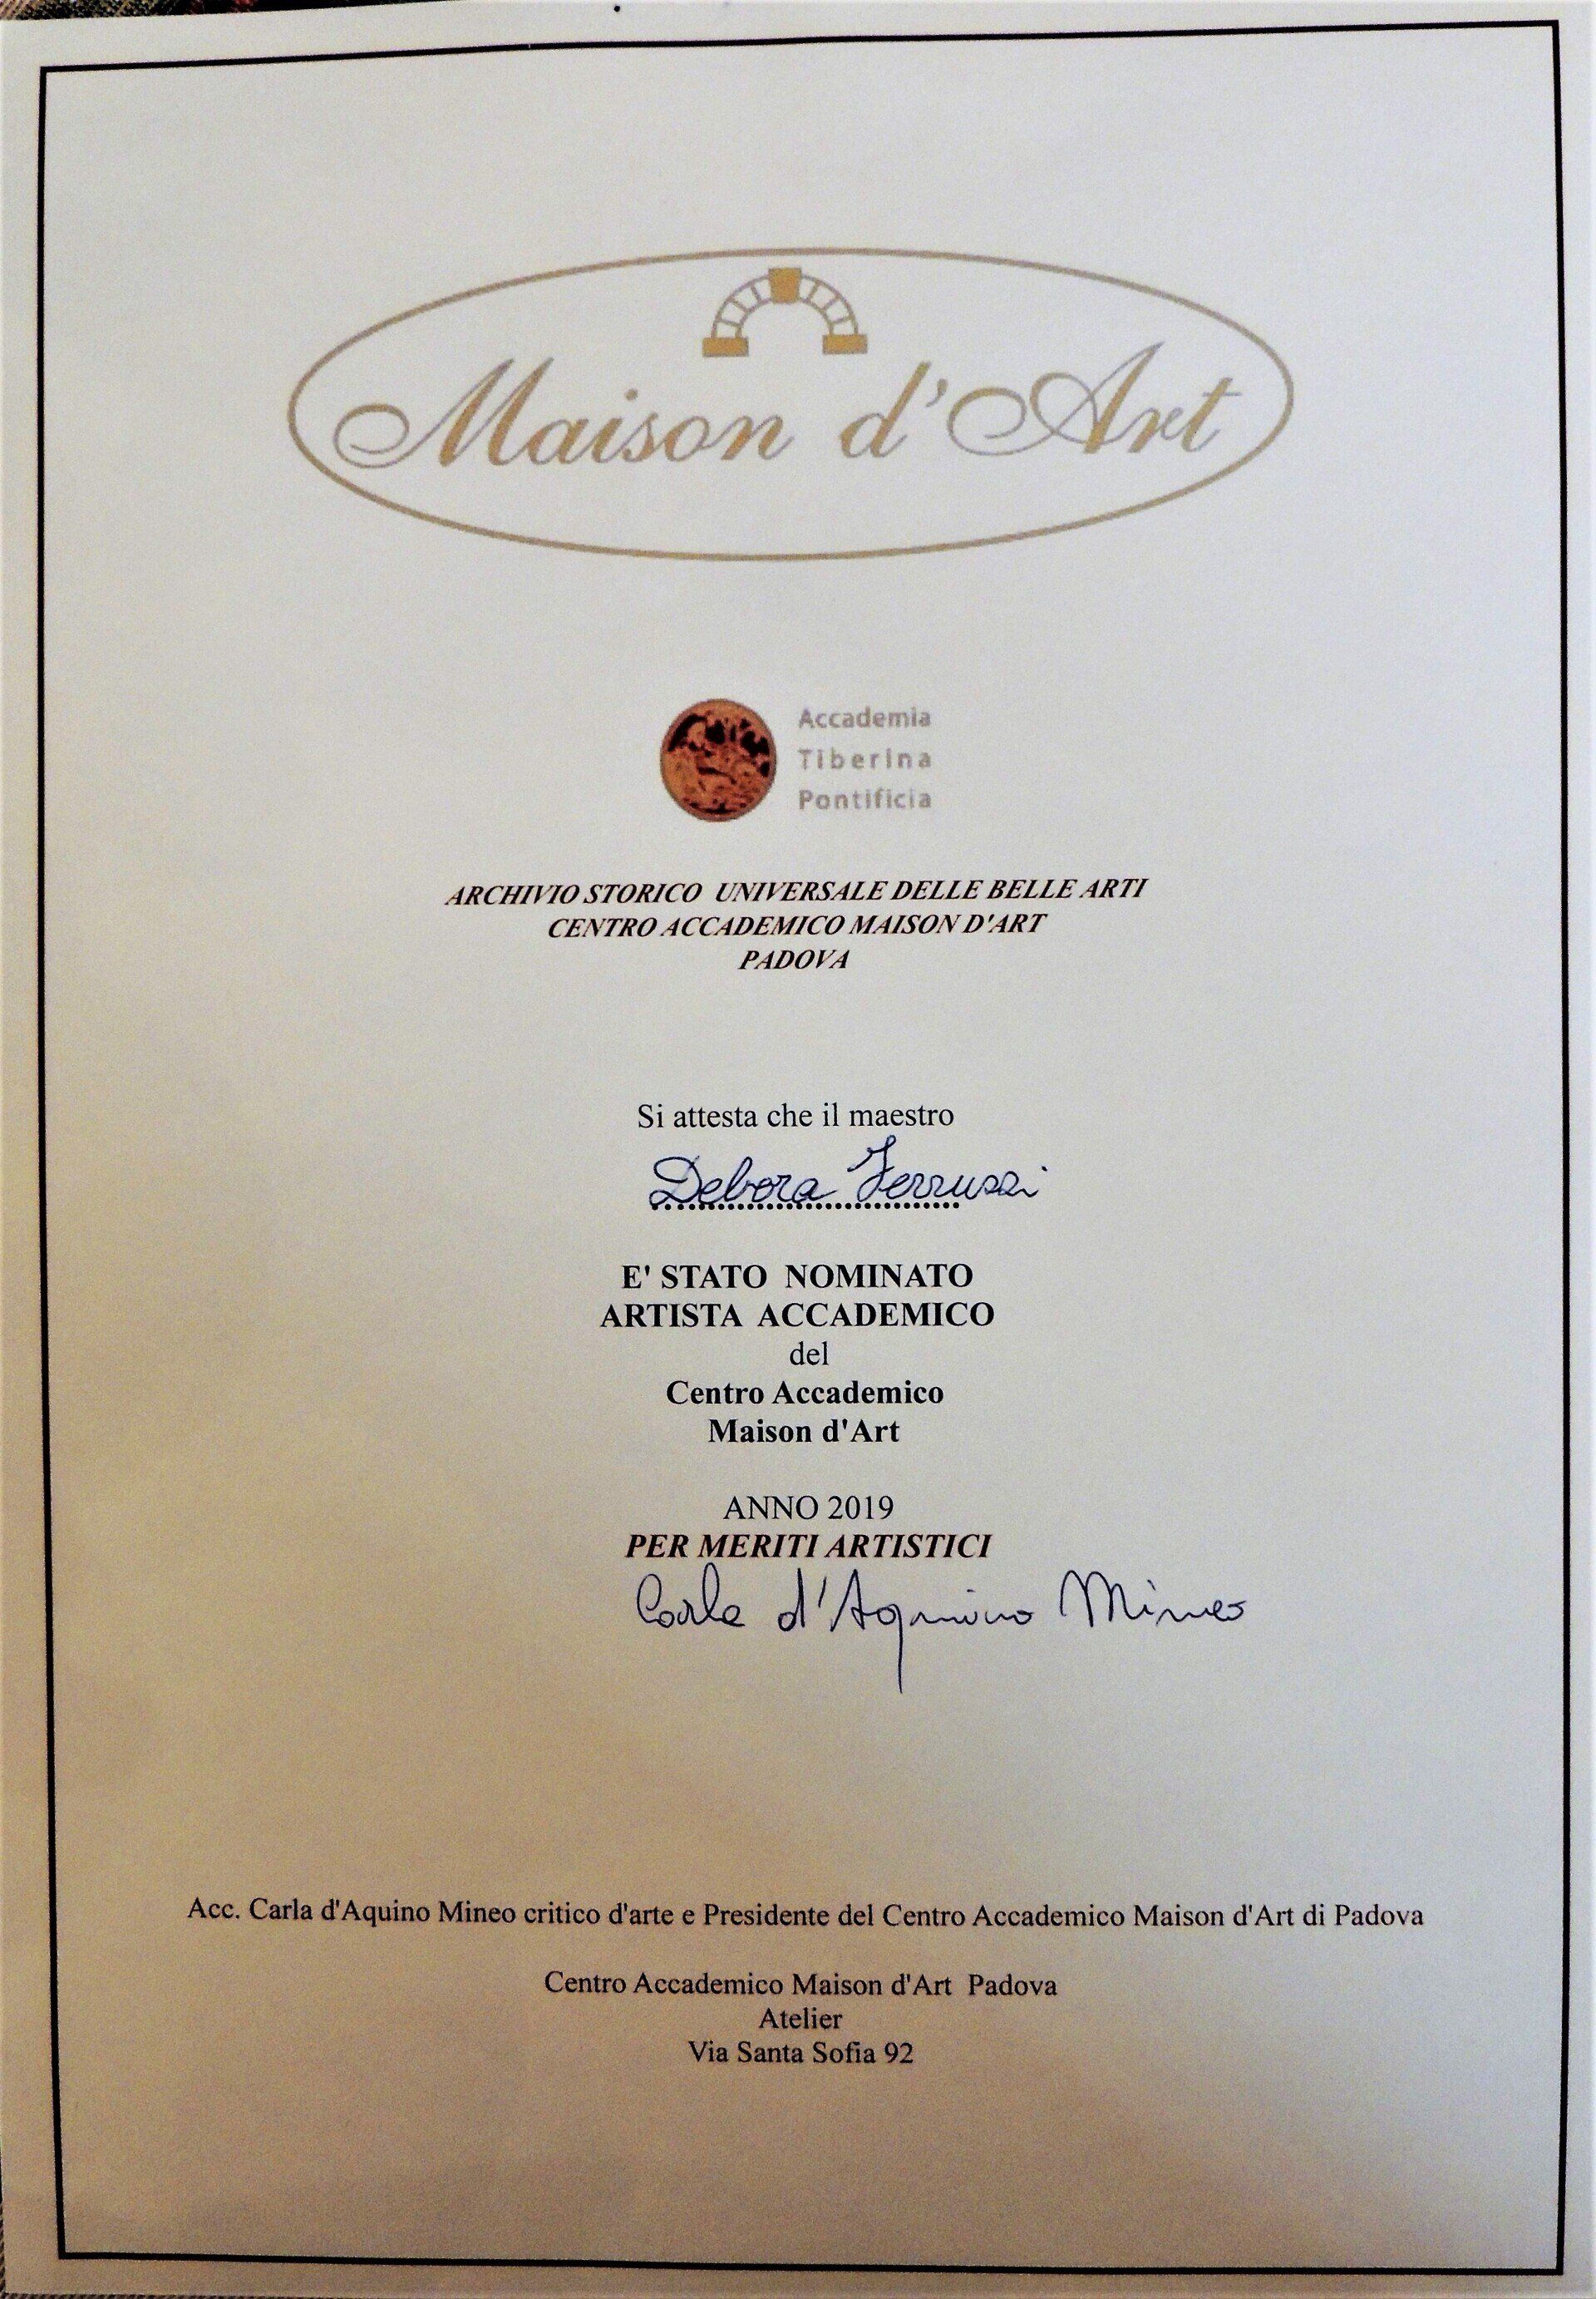 Maison d'Art
Accademia
Tiberina
Pontificia
ARCHIVIO STORICO UNIVERSALE DELLE BELLE ARTI
CENTRO ACCADEMICO MAISON D'ART
PADOVA
Si attesta che il maestro
Debora Ferrussi
E' STATO NOMINATO
ARTISTA ACCADEMICO
del
Centro Accademico
Maison d'Art
ANNO 2019
PER MERITI ARTISTICI
Carla d'Aquino Mineo
Acc. Carla d'Aquino Mineo critico d'arte e Presidente del Centro Accademico Maison d'Art di Padova
Centro Accademico Maison d'Art Padova
Atelier
Via Santa Sofia 92